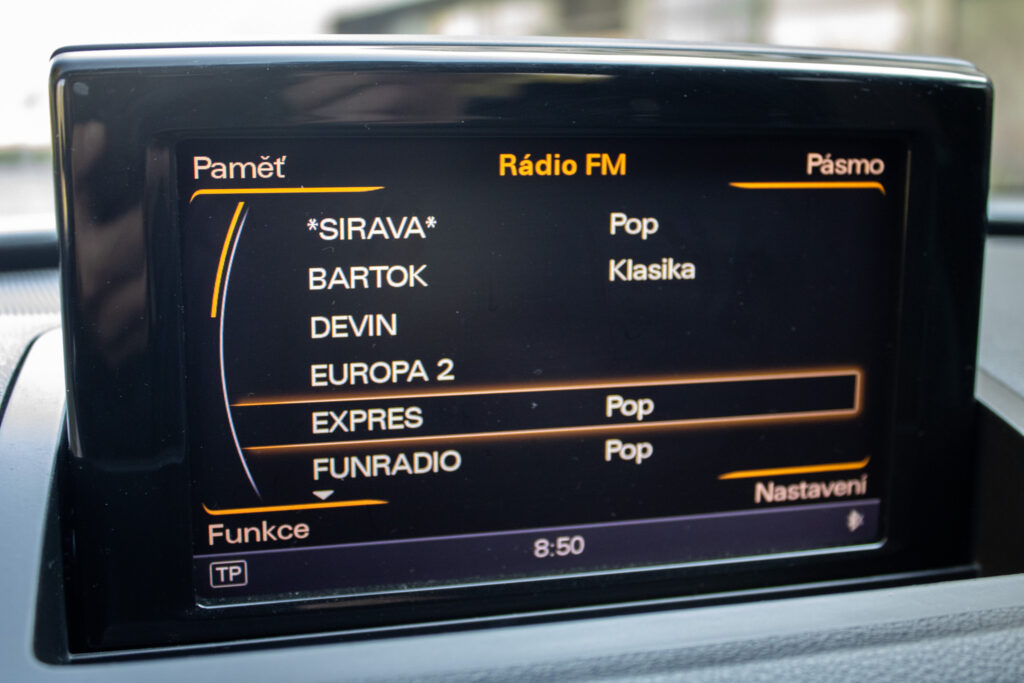 Paměť Rádio FM Pásmo
*SIRAVA* Pop
BARTOK Klasika
DEVIN
EUROPA 2
EXPRES Pop
FUNRADIO Pop
Funkce Nastavení
TP 8:50